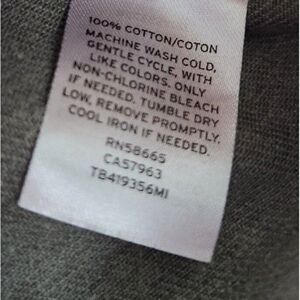 100% COTTON/COTON
MACHINE WASH COLD,
GENTLE CYCLE, WITH
LIKE COLORS. ONLY
NON-CHLORINE BLEACH
IF NEEDED. TUMBLE DRY
LOW, REMOVE PROMPTLY.
COOL IRON IF NEEDED.
RN58665
CA57963
TB419356MI